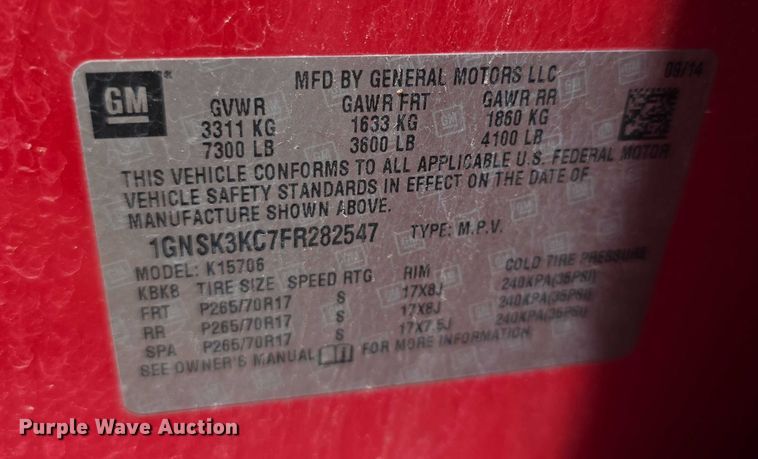 GM
MFD BY GENERAL MOTORS LLC 09/14
GVWR GAWR FRT GAWR RR
3311 KG 1633 KG 1860 KG
7300 LB 3600 LB 4100 LB
THIS VEHICLE CONFORMS TO ALL APPLICABLE U.S. FEDERAL MOTOR
VEHICLE SAFETY STANDARDS IN EFFECT ON THE DATE OF
MANUFACTURE SHOWN ABOVE.
1GNSK3KC7FR282547 TYPE: M.P.V.
MODEL: K15706
KBK8 TIRE SIZE SPEED RTG RIM COLD TIRE PRESSURE
FRT P265/70R17 S 17X8J 240KPA(35PSI)
RR P265/70R17 S 17X8J 240KPA(35PSI)
SPA P265/70R17 S 17X7.5J 240KPA(35PSI)
SEE OWNER'S MANUAL FOR MORE INFORMATION.
Purple Wave Auction